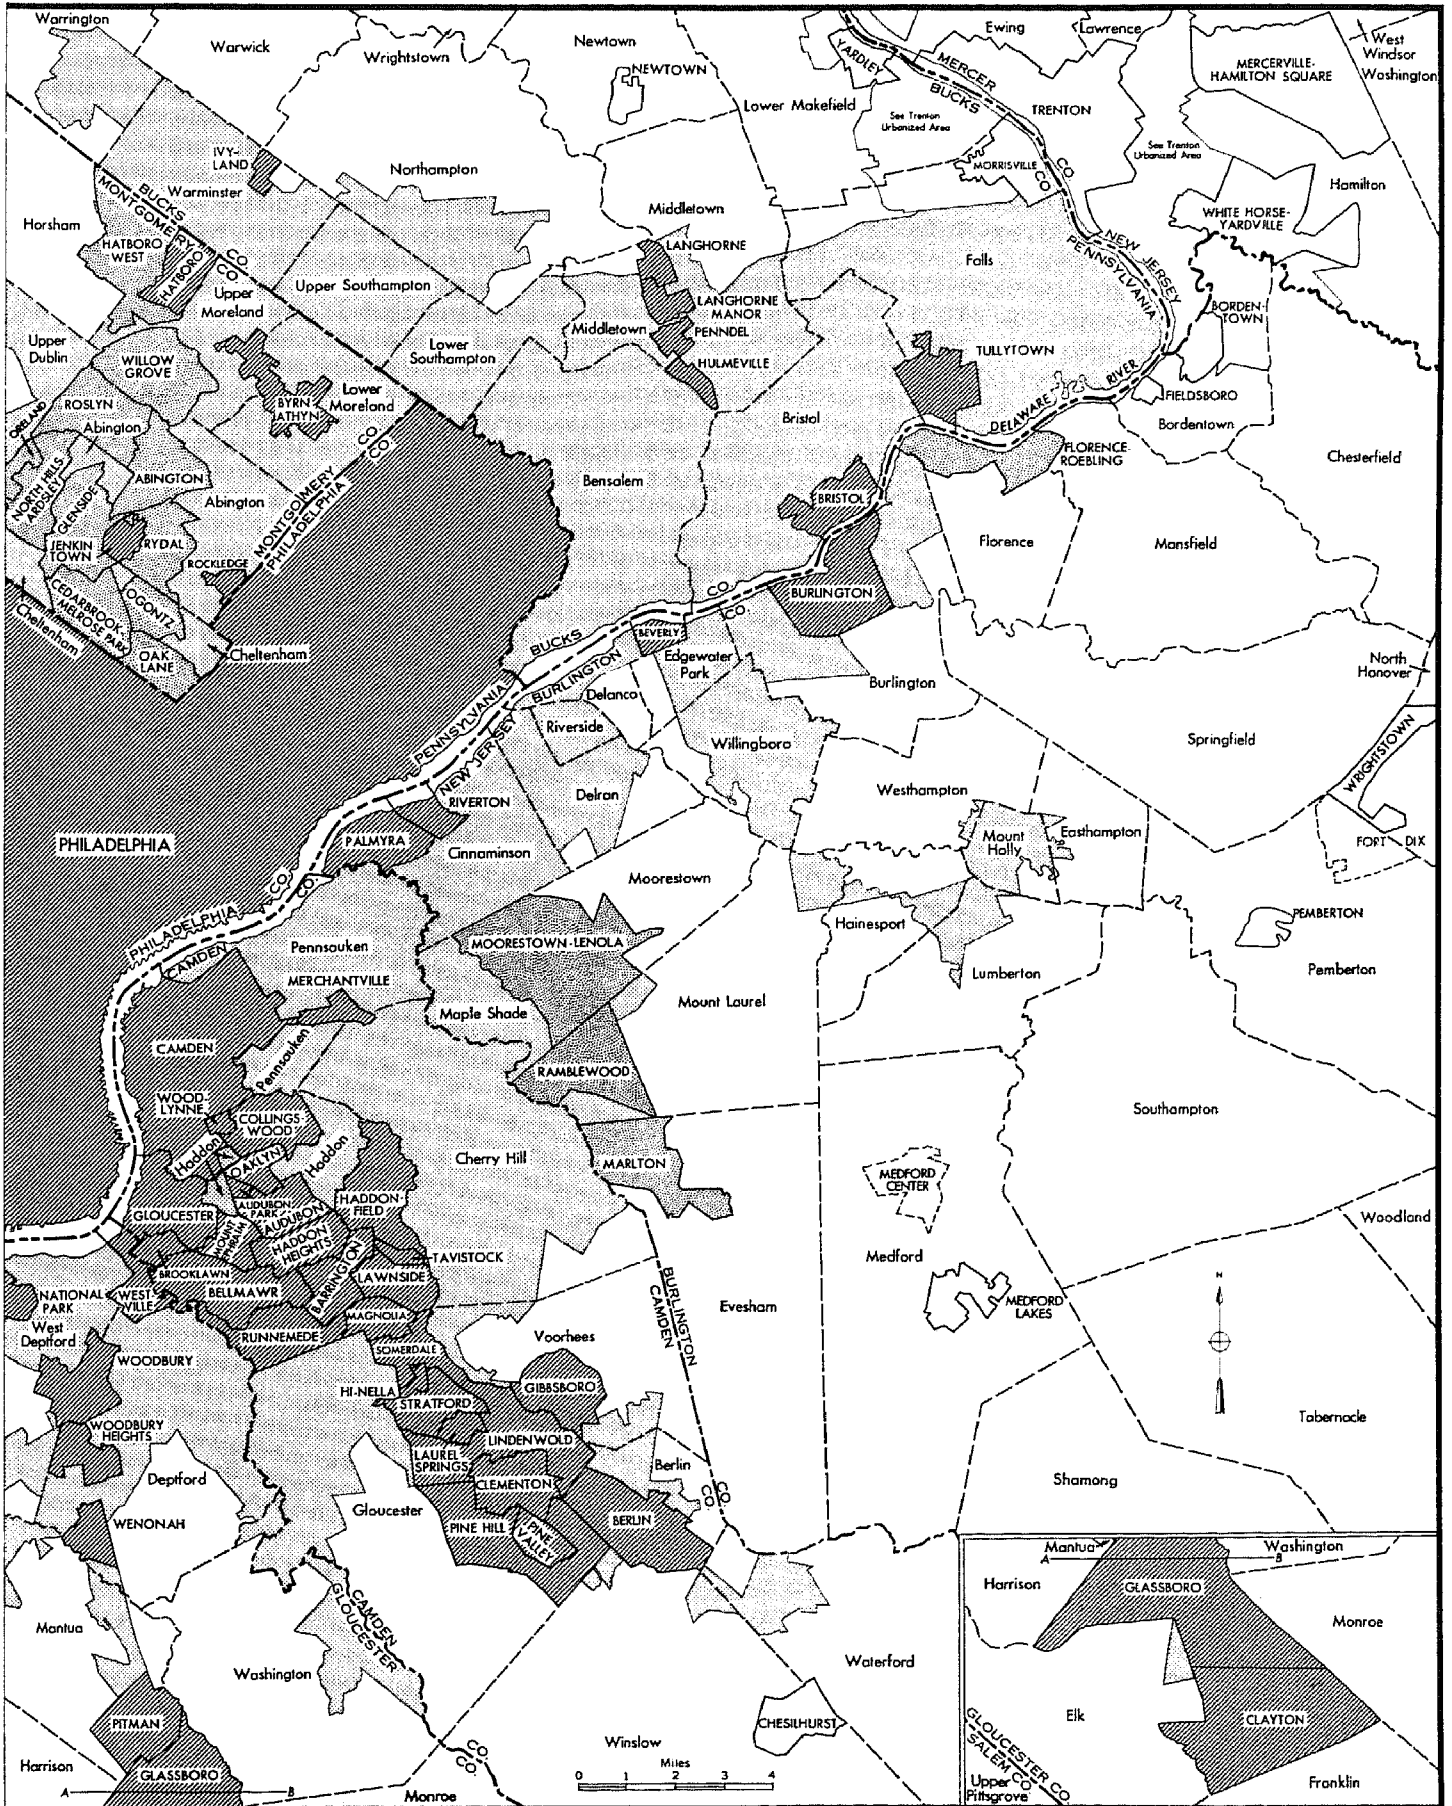 Warrington
Warwick
Wrightstown
Newtown
NEWTOWN
YARDLEY
Ewing
Lawrence
West
Windsor
Washington
MERCERVILLE-
HAMILTON SQUARE
MERCER
BUCKS
CO.
CO.
TRENTON
Lower Makefield
See Trenton
Urbanized Area
See Trenton
Urbanized Area
MORRISVILLE
Hamilton
IVY-
LAND
Warminster
Northampton
Middletown
BUCKS
MONTGOMERY
CO.
CO.
Horsham
HATBORO
WEST
HATBORO
Upper
Moreland
Upper Southampton
LANGHORNE
Falls
NEW JERSEY
PENNSYLVANIA
WHITE HORSE-
YARDVILLE
BORDEN-
TOWN
LANGHORNE
MANOR
Middletown
PENNDEL
HULMEVILLE
Upper
Dublin
WILLOW
GROVE
Lower
Southampton
TULLYTOWN
DELAWARE
RIVER
FIELDSBORO
Bordentown
ORELAND
ROSLYN
Abington
BYRN
ATHYN
Lower
Moreland
CO.
CO.
Bristol
FLORENCE-
ROEBLING
Chesterfield
NORTH HILLS
ARDSLEY
GLENSIDE
ABINGTON
Abington
MONTGOMERY
PHILADELPHIA
Bensalem
BRISTOL
Florence
Mansfield
JENKIN
TOWN
RYDAL
ROCKLEDGE
CEDARBROOK-
MELROSE PARK
OGONTZ
Cheltenham
OAK
LANE
Cheltenham
BURLINGTON
CO.
CO.
BUCKS
BURLINGTON
BEVERLY
Edgewater
Park
Burlington
North
Hanover
Delanco
Riverside
Willingboro
Springfield
WRIGHTSTOWN
PENNSYLVANIA
NEW JERSEY
Delran
Westhampton
RIVERTON
PALMYRA
Cinnaminson
Mount
Holly
Easthampton
FORT DIX
PHILADELPHIA
Moorestown
CO.
CO.
PHILADELPHIA
CAMDEN
Hainesport
PEMBERTON
Pennsauken
MOORESTOWN-LENOLA
Lumberton
Pemberton
MERCHANTVILLE
Maple Shade
Mount Laurel
CAMDEN
Pennsauken
RAMBLEWOOD
WOOD-
LYNNE
COLLINGS
WOOD
Southampton
Haddon
OAKLYN
Haddon
Cherry Hill
MARLTON
MEDFORD
CENTER
GLOUCESTER
AUDUBON
PARK
AUDUBON
HADDON-
FIELD
MOUNT
EPHRAIM
HADDON
HEIGHTS
Woodland
Medford
BROOKLAWN
BARRINGTON
TAVISTOCK
LAWNSIDE
NATIONAL
PARK
WEST-
VILLE
BELLMAWR
MAGNOLIA
BURLINGTON
CAMDEN
Evesham
MEDFORD
LAKES
N
West
Deptford
RUNNEMEDE
SOMERDALE
Voorhees
WOODBURY
HI-NELLA
STRATFORD
GIBBSBORO
Tabernacle
WOODBURY
HEIGHTS
LINDENWOLD
LAUREL
SPRINGS
Berlin
Deptford
CLEMENTON
CO.
CO.
Shamong
Gloucester
WENONAH
PINE HILL
PINE
VALLEY
BERLIN
CAMDEN
GLOUCESTER
Mantua
Washington
A
B
Harrison
GLASSBORO
Monroe
Mantua
Washington
Waterford
PITMAN
CHESILHURST
Elk
CLAYTON
Winslow
GLOUCESTER CO.
SALEM CO.
Harrison
GLASSBORO
A
B
CO.
CO.
Monroe
Miles
0 1 2 3 4
Upper
Pittsgrove
Franklin